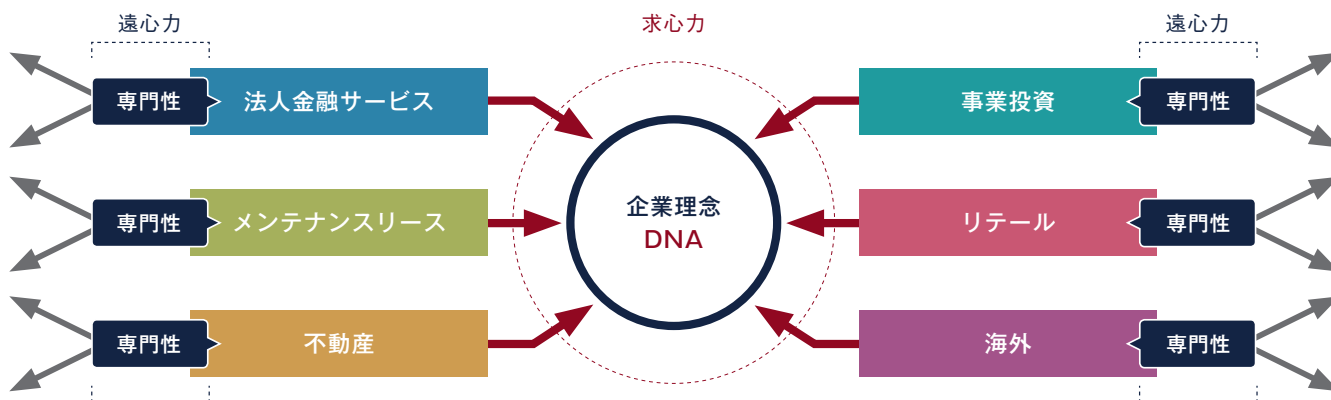 遠心力
求心力
遠心力
専門性
法人金融サービス
事業投資
専門性
専門性
メンテナンスリース
企業理念
DNA
リテール
専門性
専門性
不動産
海外
専門性